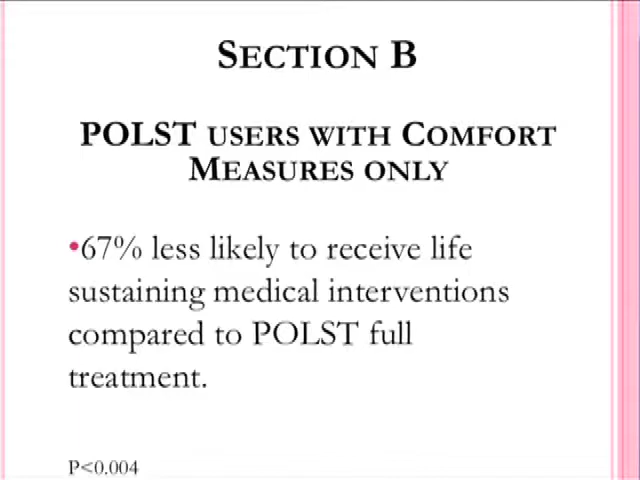 SECTION B
POLST USERS WITH COMFORT
MEASURES ONLY
•67% less likely to receive life
sustaining medical interventions
compared to POLST full
treatment.
P<0.004